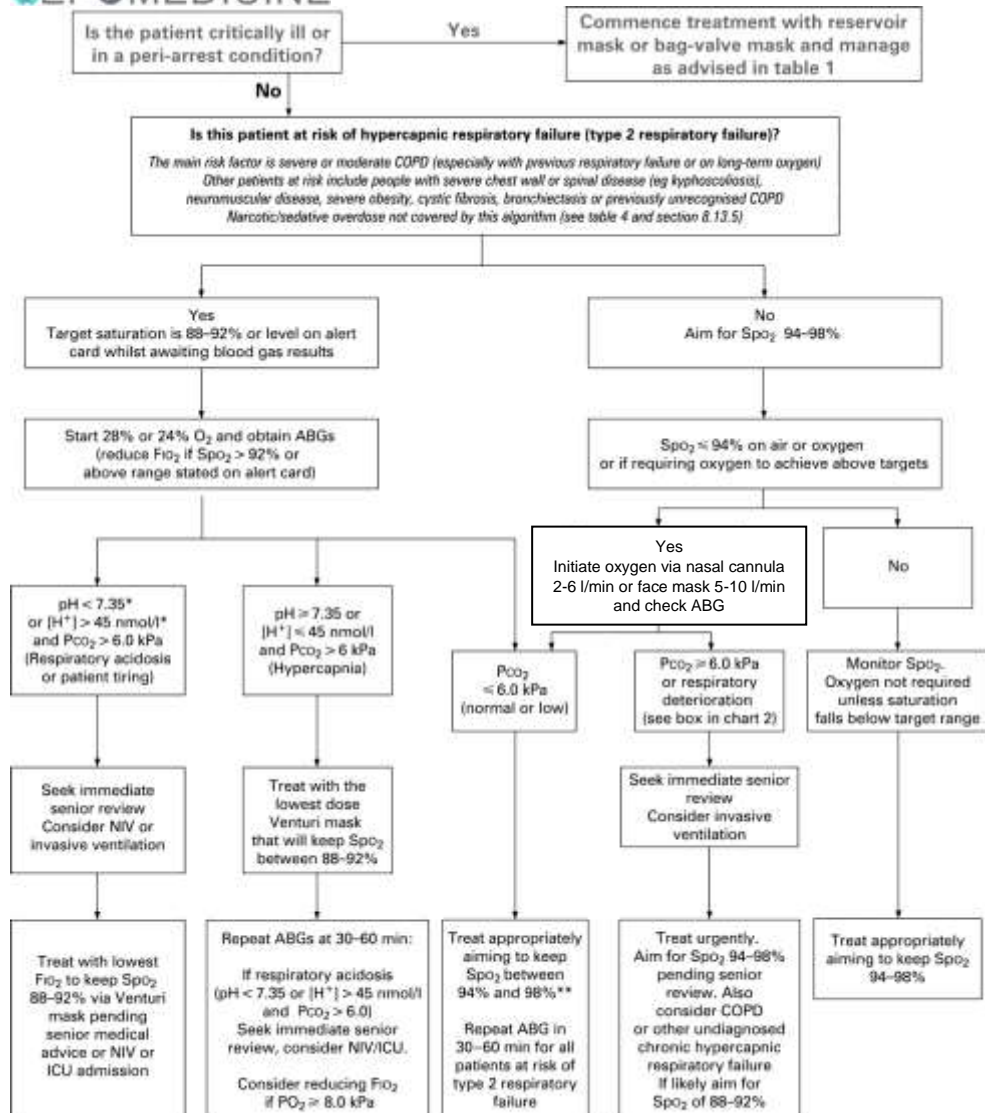 EPOMEDICINE
Is the patient critically ill or
in a peri-arrest condition?
Yes
Commence treatment with reservoir
mask or bag-valve mask and manage
as advised in table 1
No
Is this patient at risk of hypercapnic respiratory failure (type 2 respiratory failure)?
The main risk factor is severe or moderate COPD (especially with previous respiratory failure or on long-term oxygen)
Other patients at risk include people with severe chest wall or spinal disease (eg kyphoscoliosis),
neuromuscular disease, severe obesity, cystic fibrosis, bronchiectasis or previously unrecognised COPD
Narcotic/sedative overdose not covered by this algorithm (see table 4 and section 8.13.5)
Yes
Target saturation is 88–92% or level on alert
card whilst awaiting blood gas results
No
Aim for Spo2 94–98%
Start 28% or 24% O2 and obtain ABGs
(reduce Fio2 if Spo2 > 92% or
above range stated on alert card)
Spo2 ≤ 94% on air or oxygen
or if requiring oxygen to achieve above targets
Yes
Initiate oxygen via nasal cannula
2-6 l/min or face mask 5-10 l/min
and check ABG
No
pH < 7.35*
or [H+] > 45 nmol/l*
and Pco2 > 6.0 kPa
(Respiratory acidosis
or patient tiring)
pH ≥ 7.35 or
[H+] ≤ 45 nmol/l
and Pco2 > 6 kPa
(Hypercapnia)
Pco2
≤ 6.0 kPa
(normal or low)
Pco2 ≥ 6.0 kPa
or respiratory
deterioration
(see box in chart 2)
Monitor Spo2.
Oxygen not required
unless saturation
falls below target range
Seek immediate
senior review
Consider NIV or
invasive ventilation
Treat with the
lowest dose
Venturi mask
that will keep Spo2
between 88–92%
Seek immediate senior
review
Consider invasive
ventilation
Treat with lowest
Fio2 to keep Spo2
88–92% via Venturi
mask pending
senior medical
advice or NIV or
ICU admission
Repeat ABGs at 30–60 min:
If respiratory acidosis
(pH < 7.35 or [H+] > 45 nmol/l
and Pco2 > 6.0)
Seek immediate senior
review, consider NIV/ICU.
Consider reducing Fio2
if PO2 ≥ 8.0 kPa
Treat appropriately
aiming to keep
Spo2 between
94% and 98%**
Repeat ABG in
30–60 min for all
patients at risk of
type 2 respiratory
failure
Treat urgently.
Aim for Spo2 94–98%
pending senior
review. Also
consider COPD
or other undiagnosed
chronic hypercapnic
respiratory failure
If likely aim for
Spo2 of 88–92%
Treat appropriately
aiming to keep Spo2
94–98%